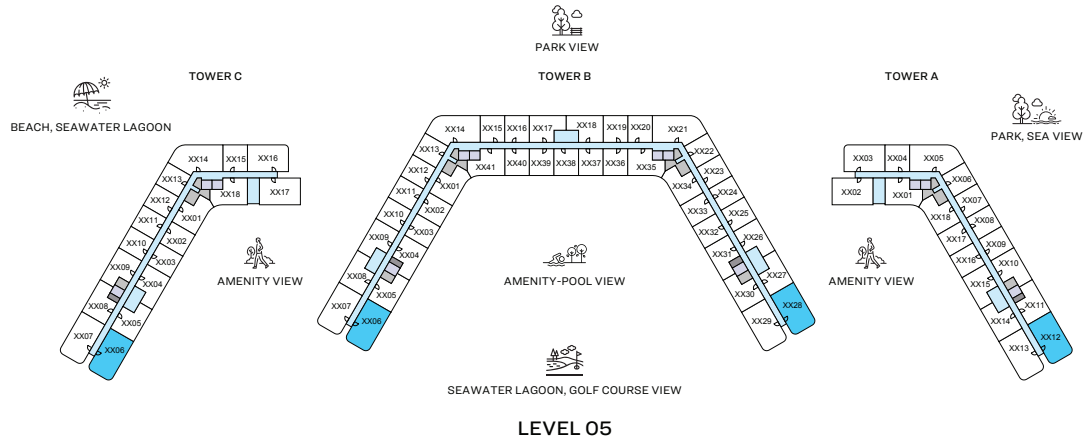 PARK VIEW
TOWER C
TOWER B
TOWER A
BEACH, SEAWATER LAGOON
PARK, SEA VIEW
XX14
XX15
XX16
XX13
XX12
XX11
XX10
XX09
XX08
XX07
XX06
XX05
XX04
XX03
XX02
XX01
XX18
XX17
AMENITY VIEW
XX14
XX15
XX16
XX17
XX18
XX19
XX20
XX21
XX13
XX12
XX11
XX10
XX09
XX08
XX07
XX06
XX05
XX04
XX03
XX02
XX01
XX41
XX40
XX39
XX38
XX37
XX36
XX35
XX34
XX33
XX32
XX31
XX30
XX29
XX22
XX23
XX24
XX25
XX26
XX27
XX28
AMENITY-POOL VIEW
XX03
XX04
XX05
XX02
XX01
XX06
XX07
XX08
XX09
XX10
XX11
XX12
XX18
XX17
XX16
XX15
XX14
XX13
AMENITY VIEW
SEAWATER LAGOON, GOLF COURSE VIEW
LEVEL 05